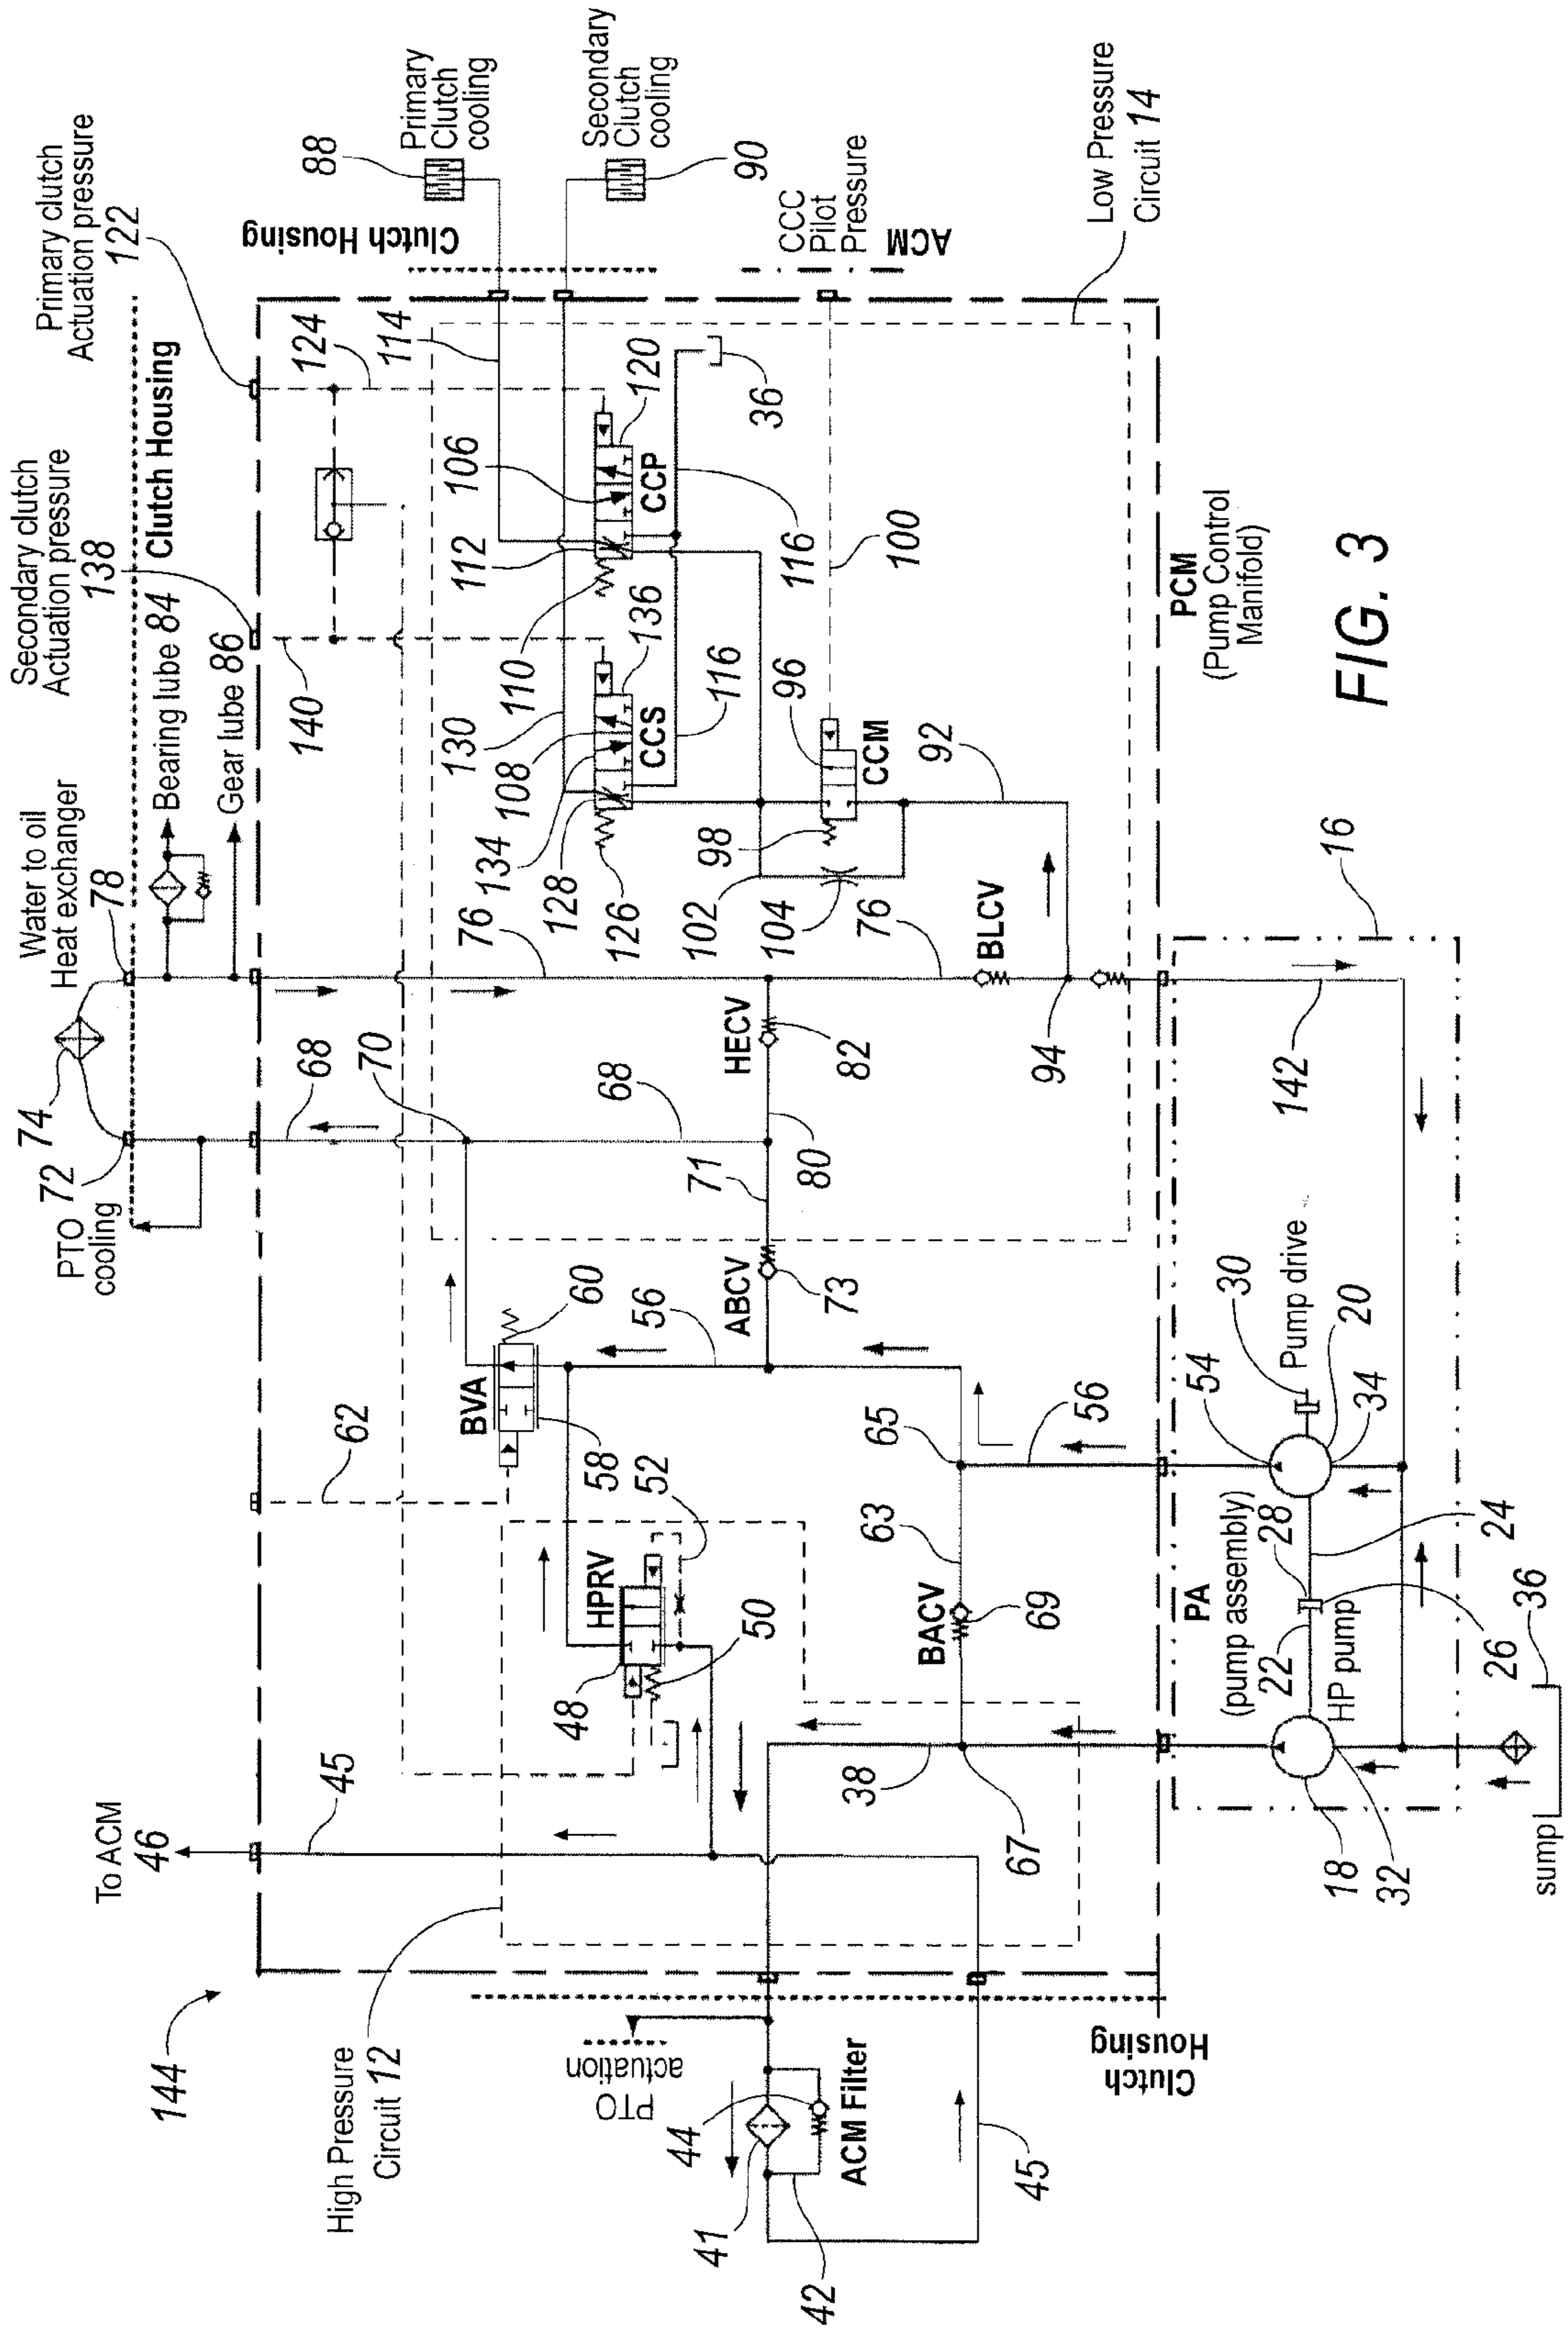 To ACM
46
PTO 72
cooling
74
Water to oil
Heat exchanger
78
Secondary clutch
Actuation pressure
138
Primary clutch
Actuation pressure
122
Bearing lube 84
Clutch Housing
Gear lube 86
144
High Pressure
Circuit 12
45
62
68
70
140
124
114
88
Primary
Clutch
cooling
Clutch Housing
Secondary
Clutch
cooling
90
BVA
60
58
52
56
76
130
134
128
126
108
CCS
136
110
112
106
CCP
120
116
116
36
HPRV
48
50
68
71
80
HECV
82
ABCV
73
102
98
104
96
CCM
92
100
CCC
Pilot
Pressure
ACM
76
BLCV
94
PTO
actuation
44
41
42
ACM Filter
45
38
67
BACV
69
63
65
56
Low Pressure
Circuit 14
Clutch
Housing
PCM
(Pump Control
Manifold)
PA
(pump assembly)
22
28
HP pump
26
24
54
30
Pump drive
20
34
142
16
18
32
36
sump
FIG. 3